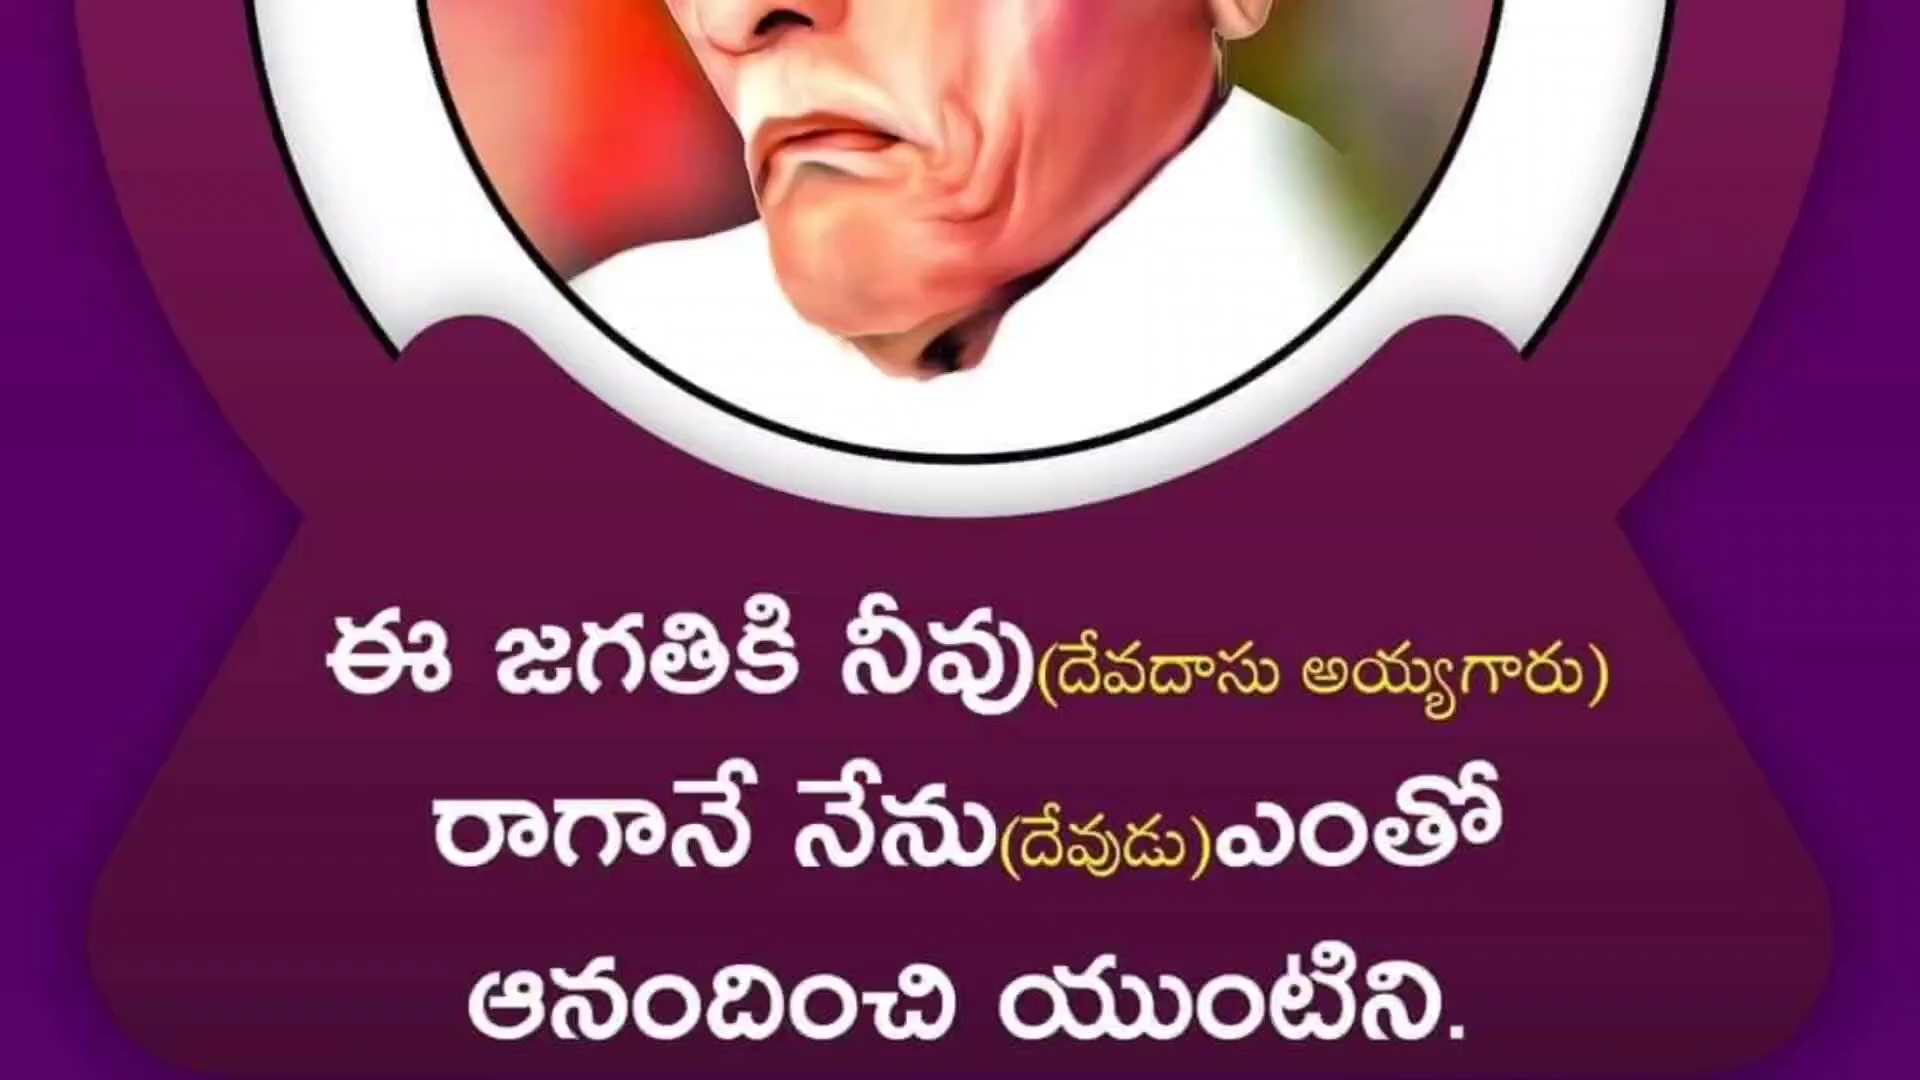 ఈ జగతికి నీవు(దేవదాసు అయ్యగారు)
రాగానే నేను(దేవుడు)ఎంతో
ఆనందించి యుంటిని.